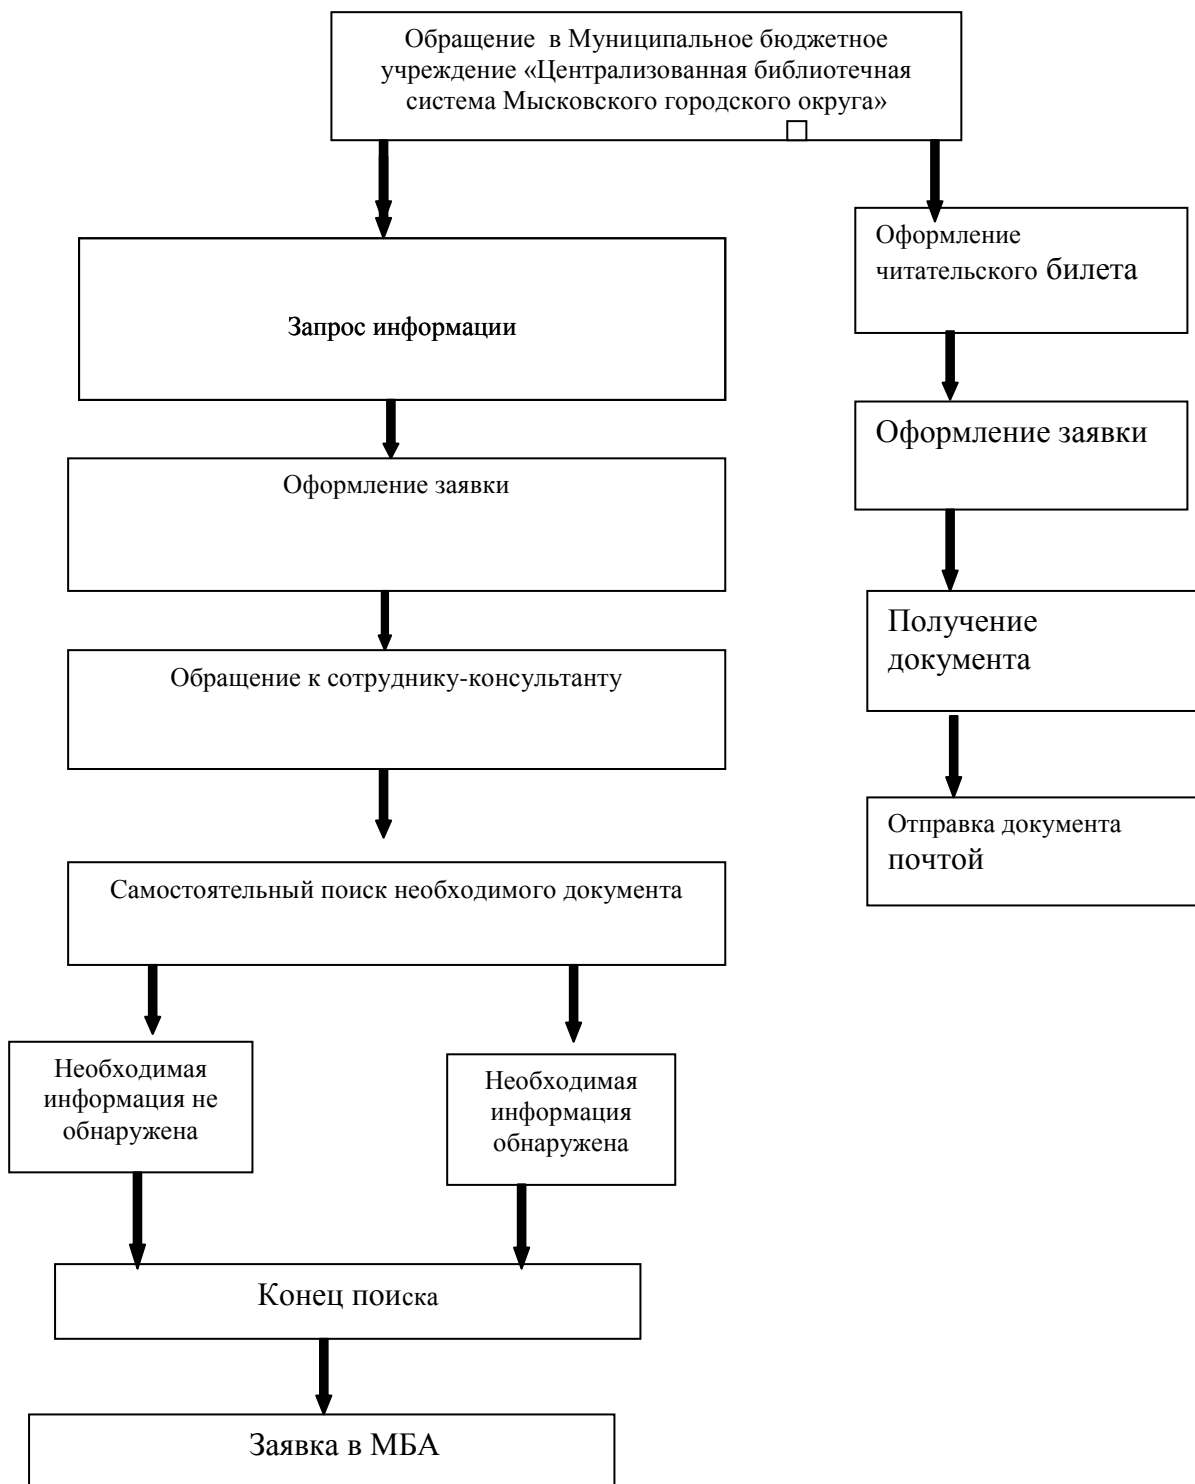 Обращение в Муниципальное бюджетное
учреждение «Централизованная библиотечная
система Мысковского городского округа»
Запрос информации
Оформление заявки
Обращение к сотруднику-консультанту
Самостоятельный поиск необходимого документа
Необходимая
информация не
обнаружена
Необходимая
информация
обнаружена
Конец поиска
Заявка в МБА
Оформление
читательского билета
Оформление заявки
Получение
документа
Отправка документа
почтой